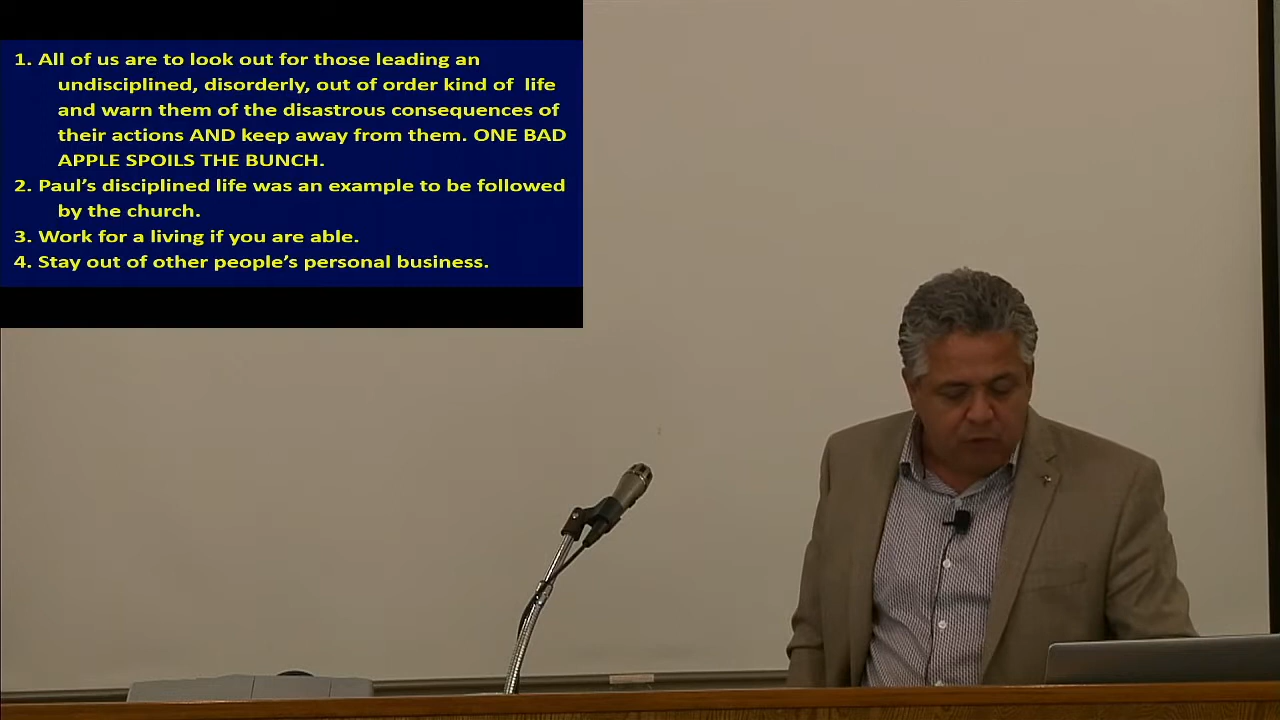 1. All of us are to look out for those leading an
undisciplined, disorderly, out of order kind of life
and warn them of the disastrous consequences of
their actions AND keep away from them. ONE BAD
APPLE SPOILS THE BUNCH.
2. Paul’s disciplined life was an example to be followed
by the church.
3. Work for a living if you are able.
4. Stay out of other people’s personal business.